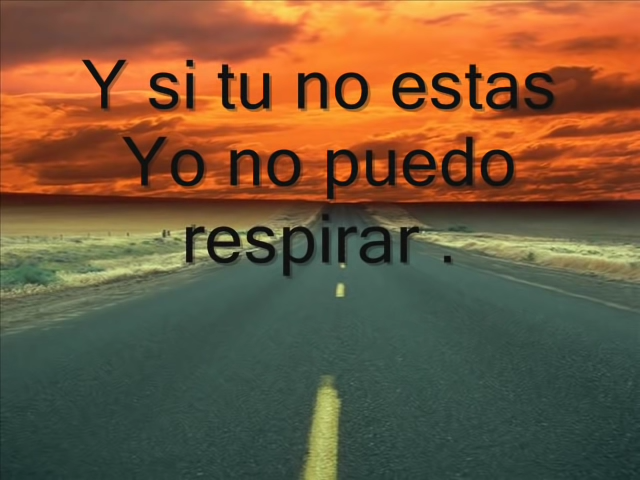 Y si tu no estas
Yo no puedo
respirar .